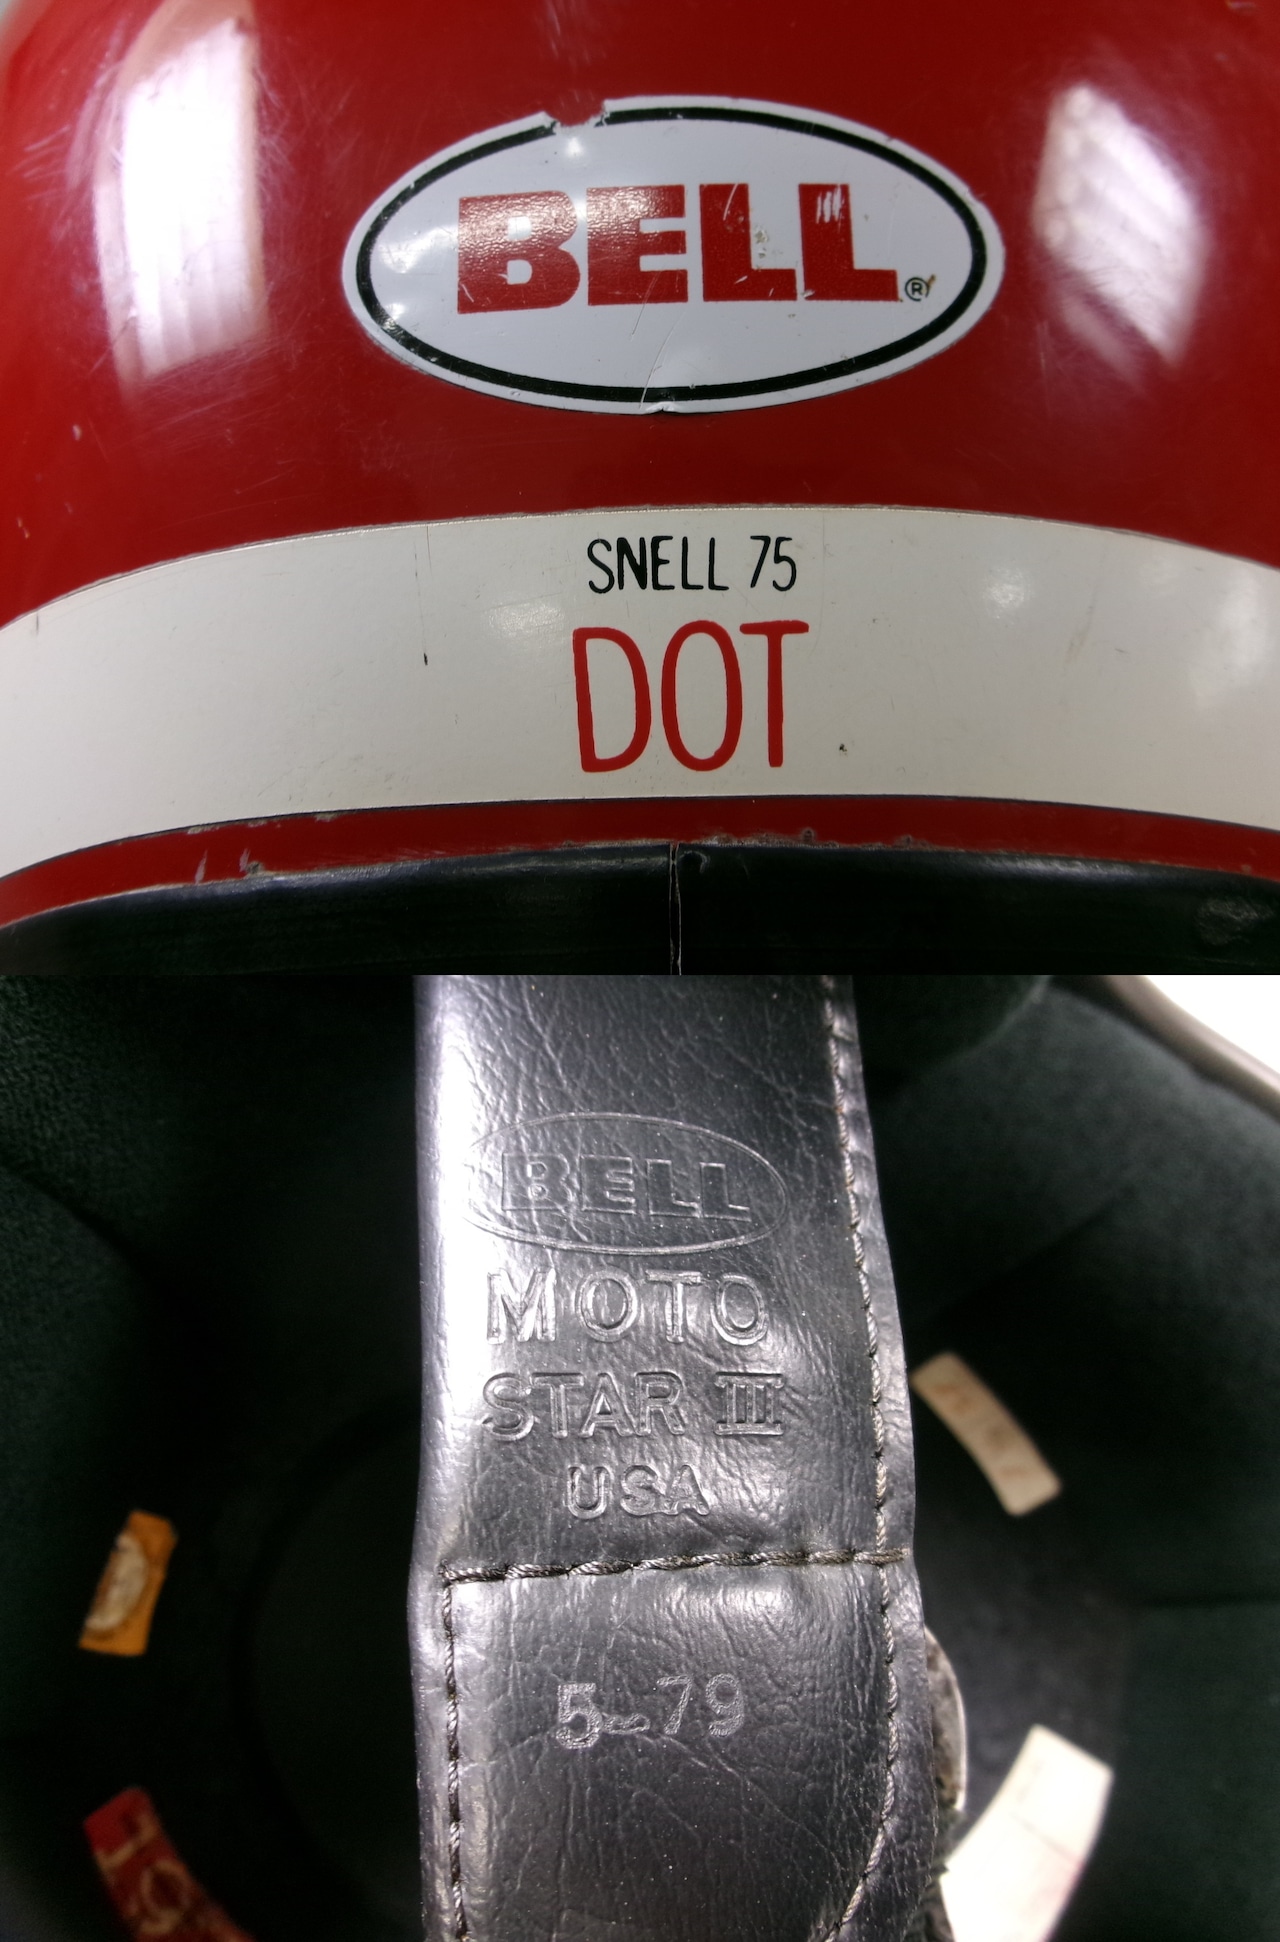 BELL®
SNELL 75
DOT
BELL
MOTO
STAR III
USA
5-79